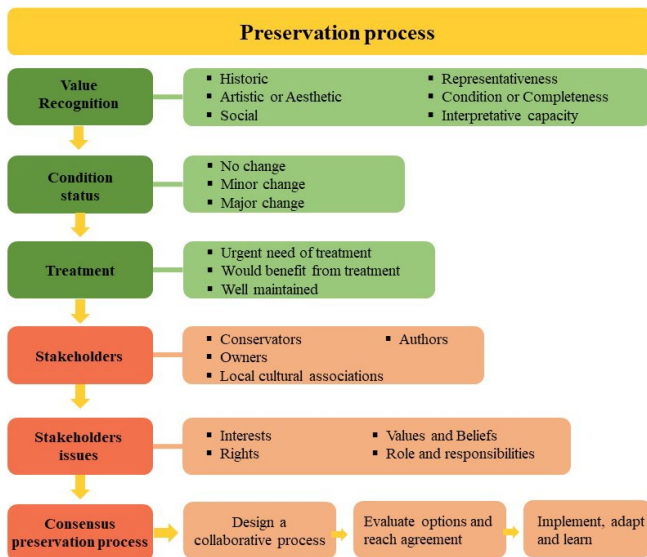 Preservation process
Value
Recognition
▪ Historic
▪ Artistic or Aesthetic
▪ Social
▪ Representativeness
▪ Condition or Completeness
▪ Interpretative capacity
Condition
status
▪ No change
▪ Minor change
▪ Major change
Treatment
▪ Urgent need of treatment
▪ Would benefit from treatment
▪ Well maintained
Stakeholders
▪ Conservators
▪ Owners
▪ Local cultural associations
▪ Authors
Stakeholders
issues
▪ Interests
▪ Rights
▪ Values and Beliefs
▪ Role and responsibilities
Consensus
preservation process
Design a
collaborative process
Evaluate options and
reach agreement
Implement, adapt
and learn